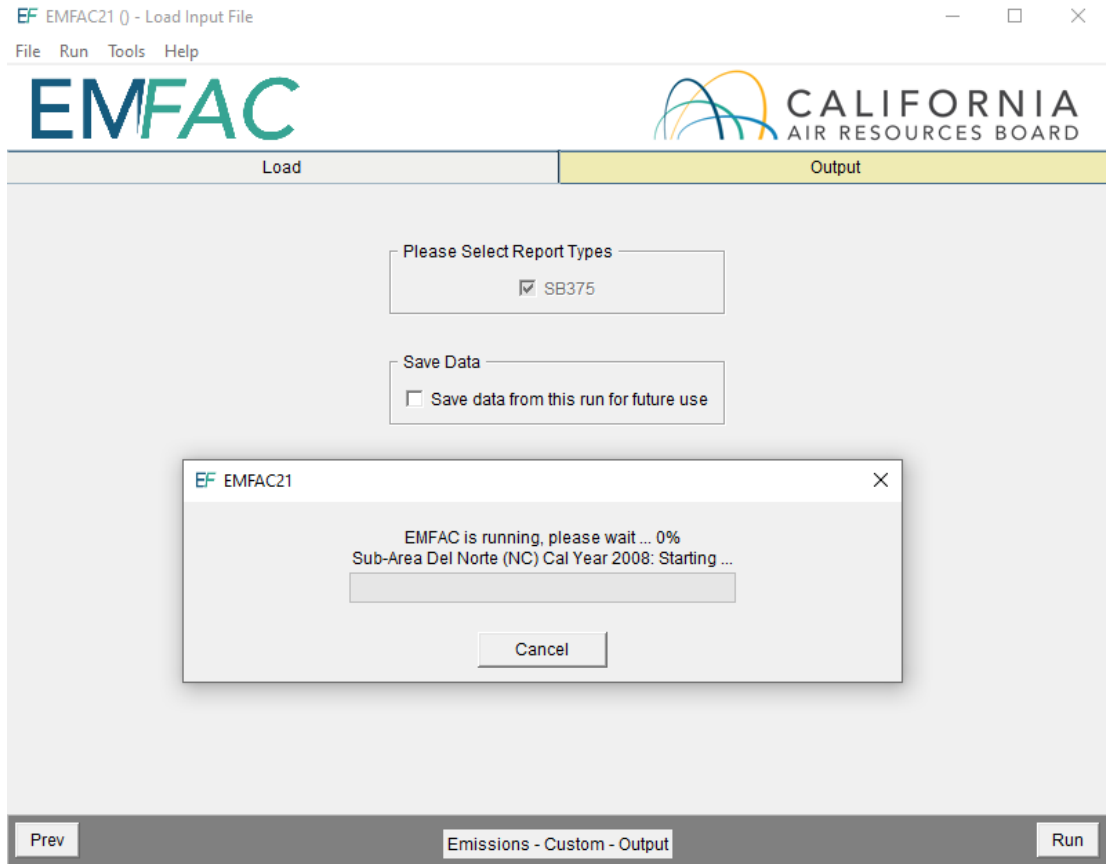 EF EMFAC21 () - Load Input File
File Run Tools Help
EMFAC
CALIFORNIA
AIR RESOURCES BOARD
Load Output
Please Select Report Types
SB375
Save Data
Save data from this run for future use
EF EMFAC21
EMFAC is running, please wait ... 0%
Sub-Area Del Norte (NC) Cal Year 2008: Starting ...
Cancel
Prev Emissions - Custom - Output Run